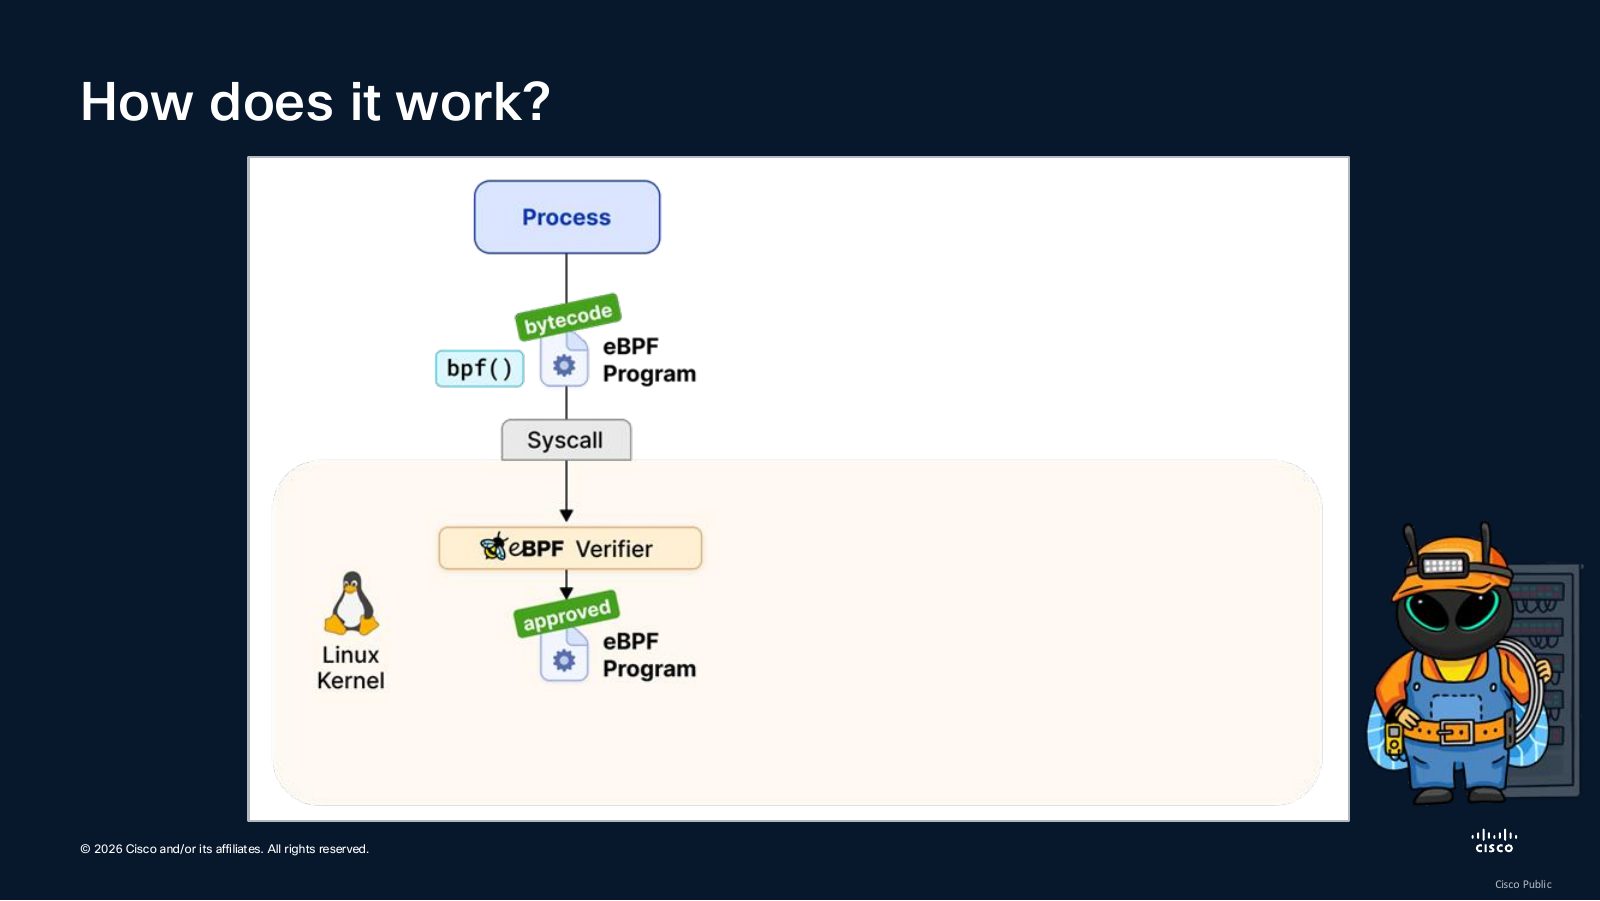 How does it work?
Process
bytecode
bpf()
eBPF
Program
Syscall
eBPF Verifier
approved
eBPF
Program
Linux
Kernel
© 2026 Cisco and/or its affiliates. All rights reserved.
CISCO
Cisco Public